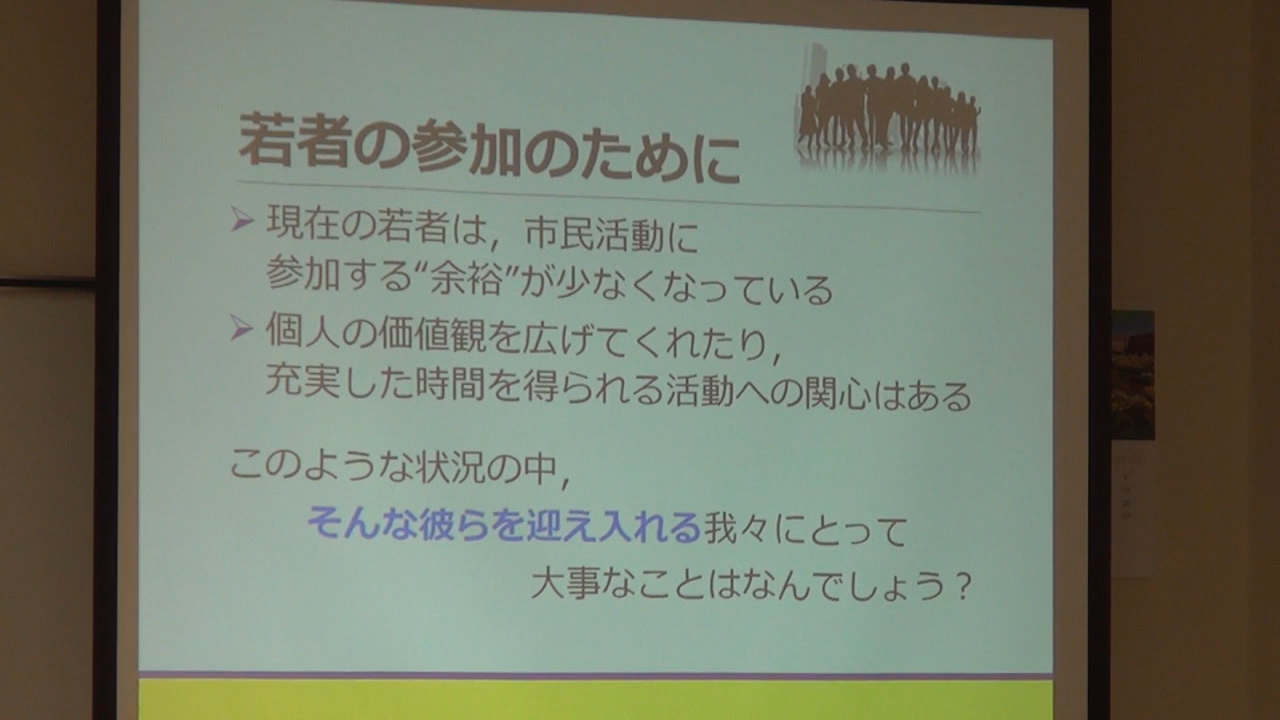 若者の参加のために
現在の若者は，市民活動に
参加する“余裕”が少なくなっている
個人の価値観を広げてくれたり，
充実した時間を得られる活動への関心はある
このような状況の中，
そんな彼らを迎え入れる我々にとって
大事なことはなんでしょう？